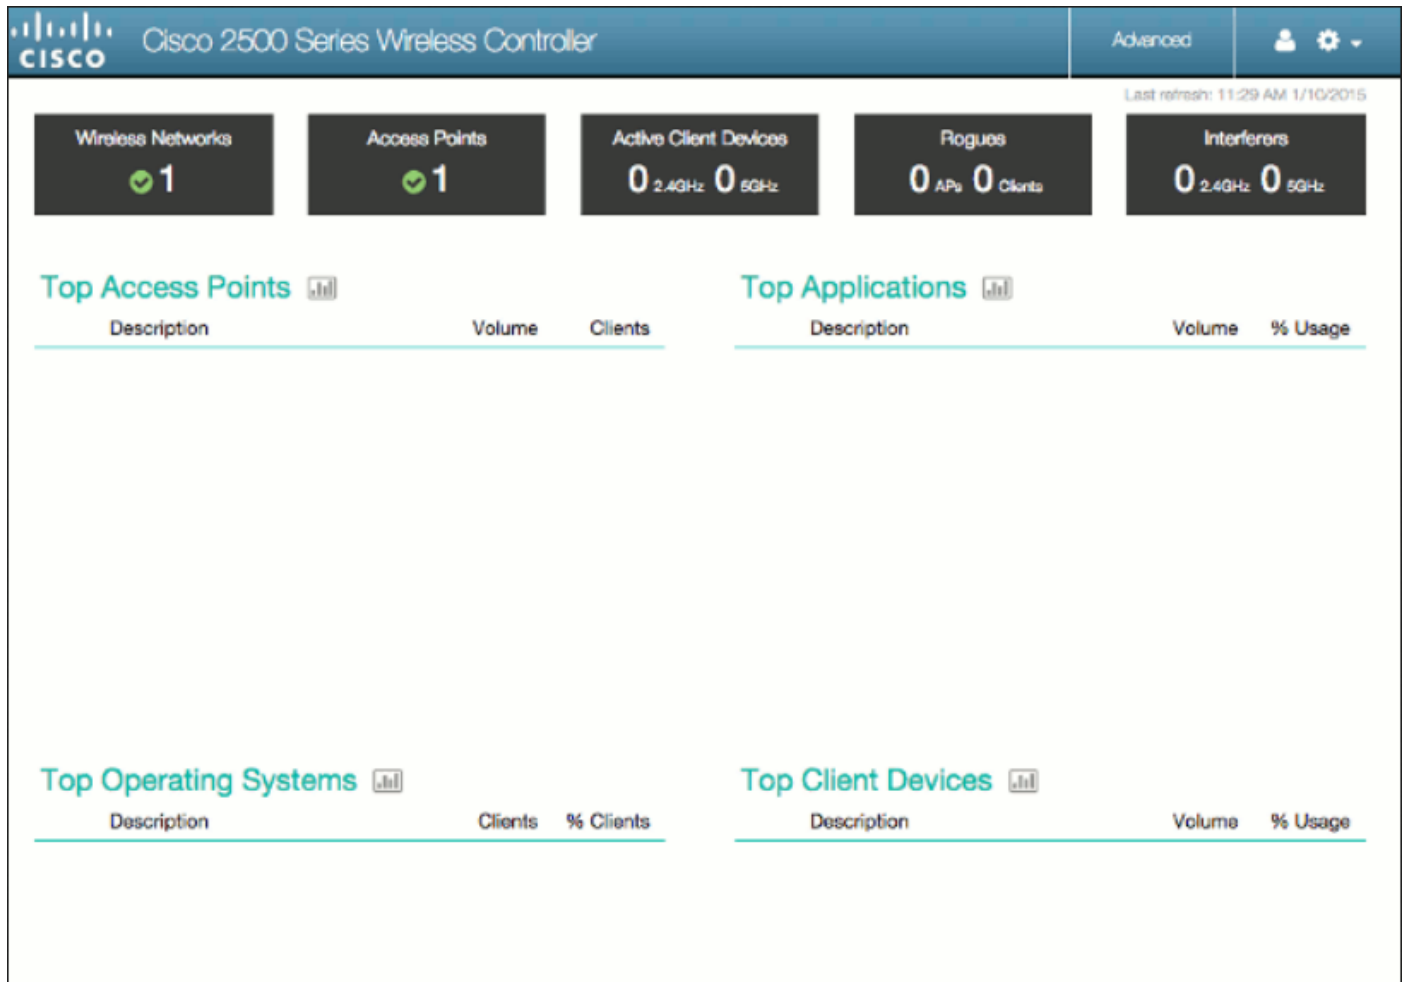 CISCO Cisco 2500 Series Wireless Controller Advanced
Last refresh: 11:29 AM 1/10/2015
Wireless Networks Access Points Active Client Devices Rogues Interferers
1 1 0 2.4GHz 0 5GHz 0 APs 0 Clients 0 2.4GHz 0 5GHz
Top Access Points Top Applications
Description Volume Clients Description Volume % Usage
Top Operating Systems Top Client Devices
Description Clients % Clients Description Volume % Usage